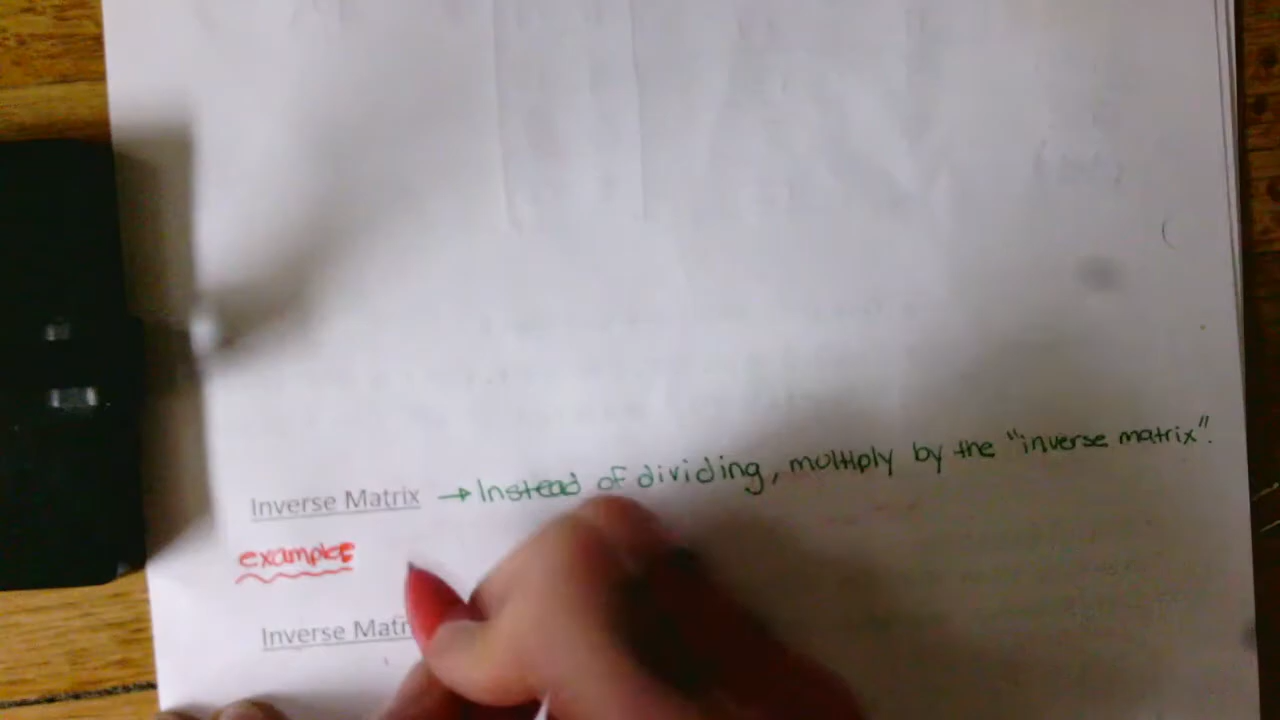 Inverse Matrix → Instead of dividing, multiply by the "inverse matrix".
example
Inverse Matr